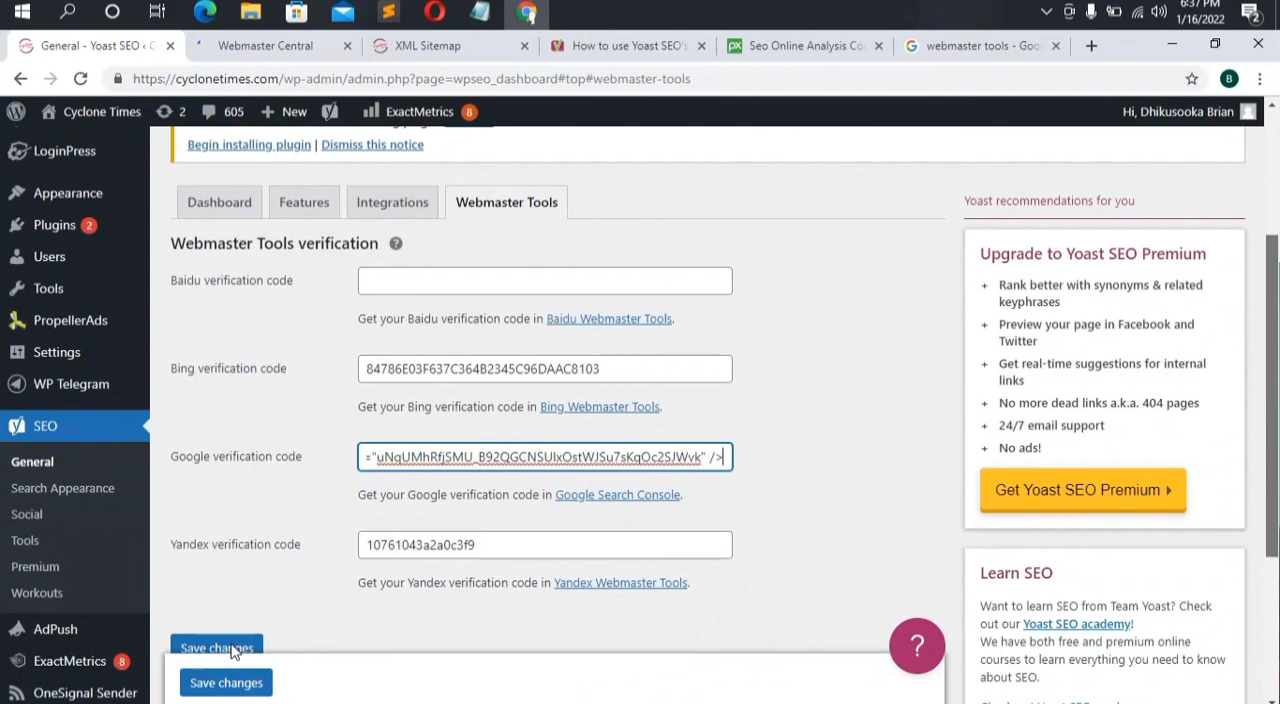 6:37 PM
1/16/2022
2
General - Yoast SEO ‹ C
Webmaster Central
XML Sitemap
How to use Yoast SEO's
Seo Online Analysis Co
webmaster tools - Goo
https://cyclonetimes.com/wp-admin/admin.php?page=wpseo_dashboard#top#webmaster-tools
B
Cyclone Times
2
605
New
ExactMetrics
8
Hi, Dhikusooka Brian
LoginPress
Appearance
Plugins 2
Users
Tools
PropellerAds
Settings
WP Telegram
SEO
General
Search Appearance
Social
Tools
Premium
Workouts
AdPush
ExactMetrics 8
OneSignal Sender
Begin installing plugin | Dismiss this notice
Dashboard
Features
Integrations
Webmaster Tools
Webmaster Tools verification ?
Baidu verification code
Get your Baidu verification code in Baidu Webmaster Tools.
Bing verification code
84786E03F637C364B2345C96DAAC8103
Get your Bing verification code in Bing Webmaster Tools.
Google verification code
="uNqUMhRfjSMU_B92QGCNSUIxOstWJSu7sKqOc2SJWvk" />
Get your Google verification code in Google Search Console.
Yandex verification code
10761043a2a0c3f9
Get your Yandex verification code in Yandex Webmaster Tools.
Save changes
Save changes
?
Yoast recommendations for you
Upgrade to Yoast SEO Premium
+ Rank better with synonyms & related
keyphrases
+ Preview your page in Facebook and
Twitter
+ Get real-time suggestions for internal
links
+ No more dead links a.k.a. 404 pages
+ 24/7 email support
+ No ads!
Get Yoast SEO Premium
Learn SEO
Want to learn SEO from Team Yoast? Check
out our Yoast SEO academy!
We have both free and premium online
courses to learn everything you need to know
about SEO.